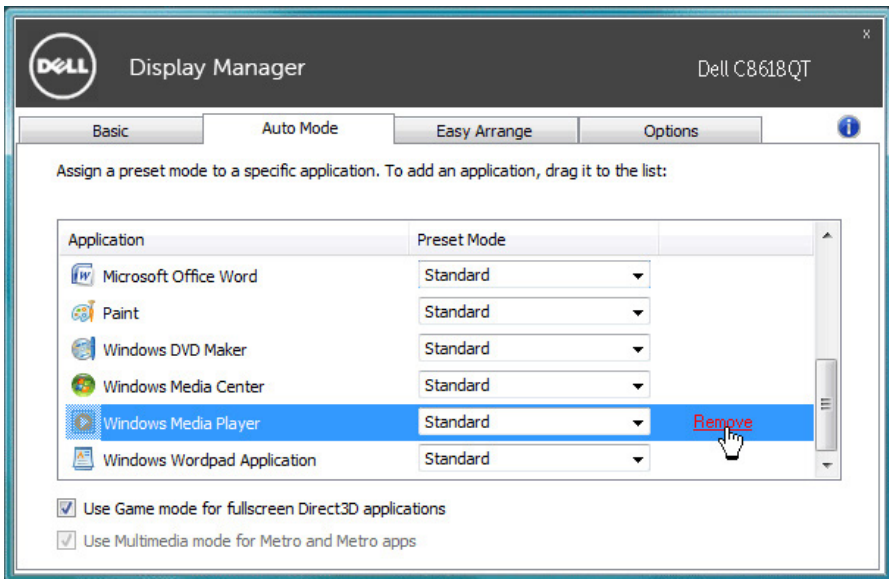 DELL
Display Manager
Dell C8618QT
x
Basic
Auto Mode
Easy Arrange
Options
i
Assign a preset mode to a specific application. To add an application, drag it to the list:
Application
Preset Mode
Microsoft Office Word
Standard
Paint
Standard
Windows DVD Maker
Standard
Windows Media Center
Standard
Windows Media Player
Standard
Remove
Windows Wordpad Application
Standard
Use Game mode for fullscreen Direct3D applications
Use Multimedia mode for Metro and Metro apps